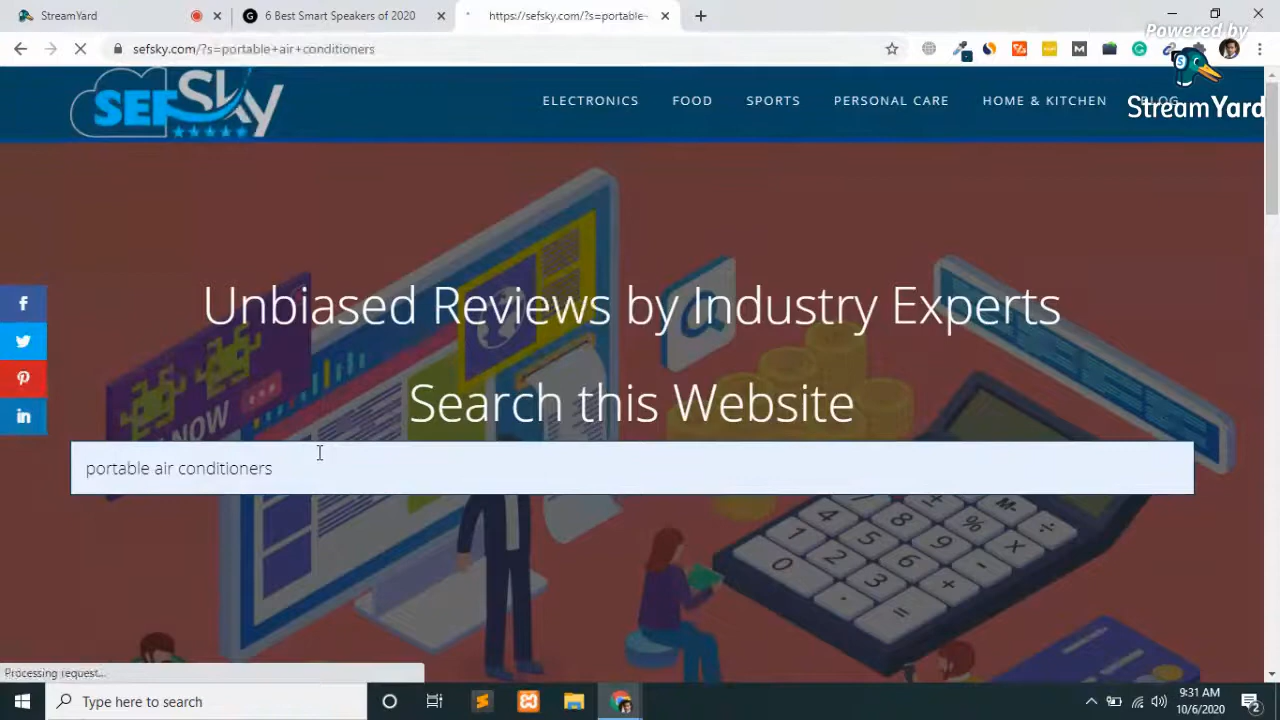 Powered by
StreamYard
StreamYard
6 Best Smart Speakers of 2020
https://sefsky.com/?s=portable-
sefsky.com/?s=portable+air+conditioners
SEFSky
ELECTRONICS
FOOD
SPORTS
PERSONAL CARE
HOME & KITCHEN
BLOG
Unbiased Reviews by Industry Experts
Search this Website
portable air conditioners
NOW
Processing request...
Type here to search
9:31 AM
10/6/2020